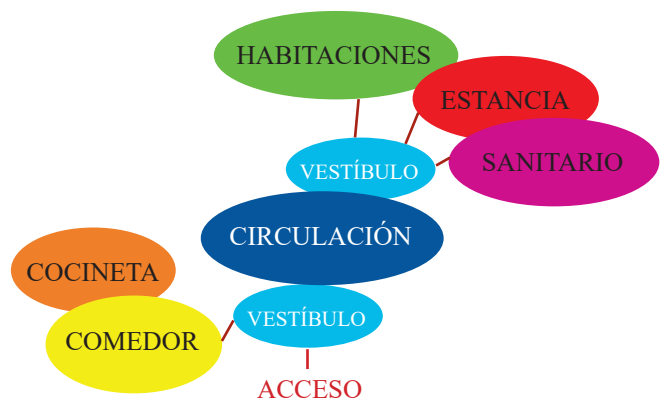 HABITACIONES
ESTANCIA
SANITARIO
VESTÍBULO
CIRCULACIÓN
COCINETA
VESTÍBULO
COMEDOR
ACCESO